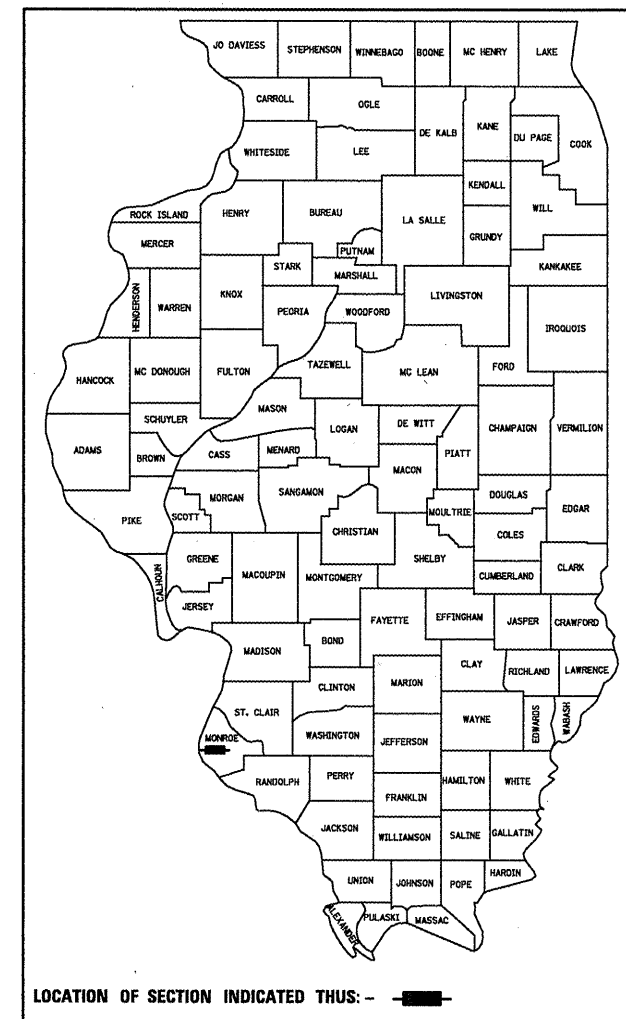 JO DAVIESS STEPHENSON WINNEBAGO BOONE MC HENRY LAKE
CARROLL OGLE DE KALB KANE DU PAGE COOK
WHITESIDE LEE KENDALL WILL
ROCK ISLAND HENRY BUREAU LA SALLE GRUNDY
MERCER STARK PUTNAM MARSHALL KANKAKEE
HENDERSON WARREN KNOX PEORIA WOODFORD LIVINGSTON IROQUOIS
HANCOCK MC DONOUGH FULTON TAZEWELL MC LEAN FORD
SCHUYLER MASON LOGAN DE WITT CHAMPAIGN VERMILION
ADAMS BROWN CASS MENARD MACON PIATT
PIKE SCOTT MORGAN SANGAMON CHRISTIAN MOULTRIE DOUGLAS EDGAR
COLES
CALHOUN GREENE MACOUPIN MONTGOMERY SHELBY CUMBERLAND CLARK
JERSEY FAYETTE EFFINGHAM JASPER CRAWFORD
MADISON BOND CLAY RICHLAND LAWRENCE
CLINTON MARION
ST. CLAIR WAYNE EDWARDS WABASH
MONROE WASHINGTON JEFFERSON
RANDOLPH PERRY HAMILTON WHITE
FRANKLIN
JACKSON WILLIAMSON SALINE GALLATIN
UNION JOHNSON POPE HARDIN
ALEXANDER PULASKI MASSAC
LOCATION OF SECTION INDICATED THUS: -